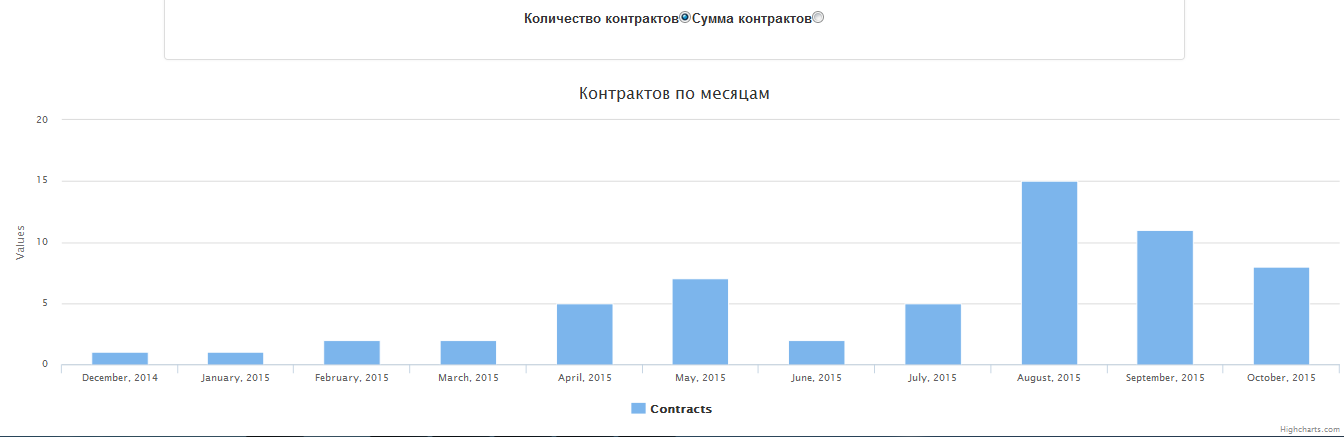 Количество контрактов Сумма контрактов
Контрактов по месяцам
20
15
10
5
0
Values
December, 2014 January, 2015 February, 2015 March, 2015 April, 2015 May, 2015 June, 2015 July, 2015 August, 2015 September, 2015 October, 2015
Contracts
Highcharts.com